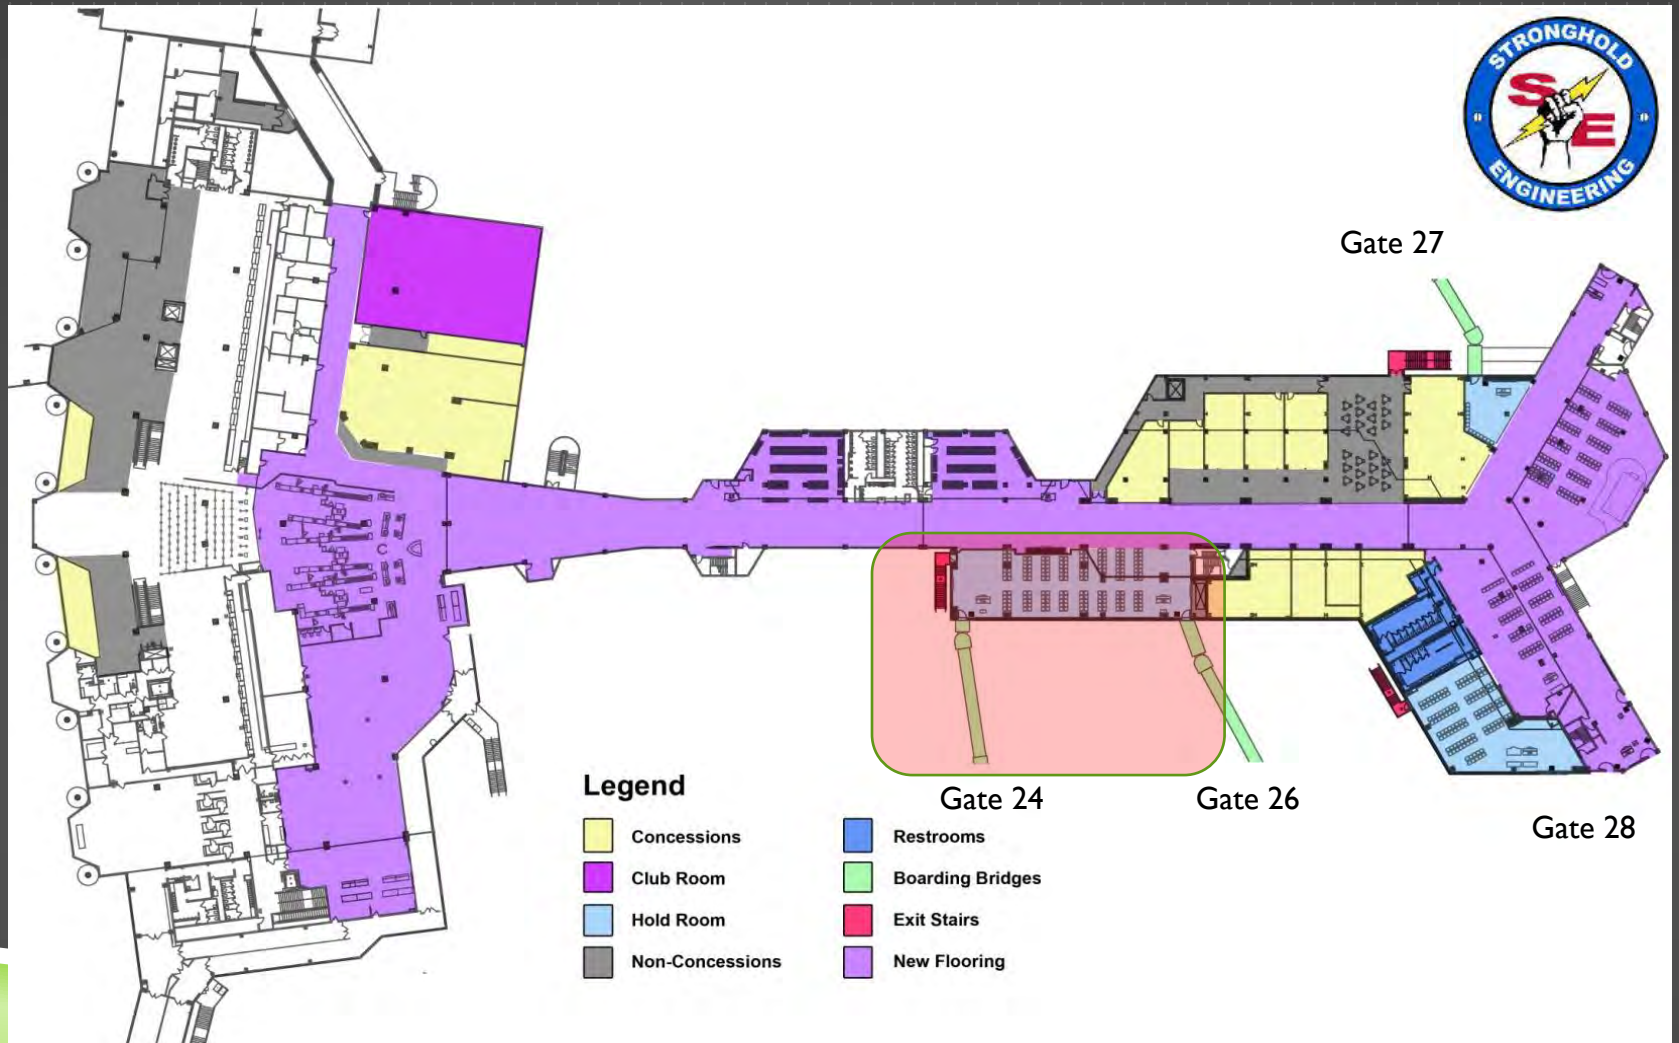 STRONGHOLD
S
E
ENGINEERING
Gate 27
Gate 24
Gate 26
Gate 28
Legend
Concessions
Club Room
Hold Room
Non-Concessions
Restrooms
Boarding Bridges
Exit Stairs
New Flooring